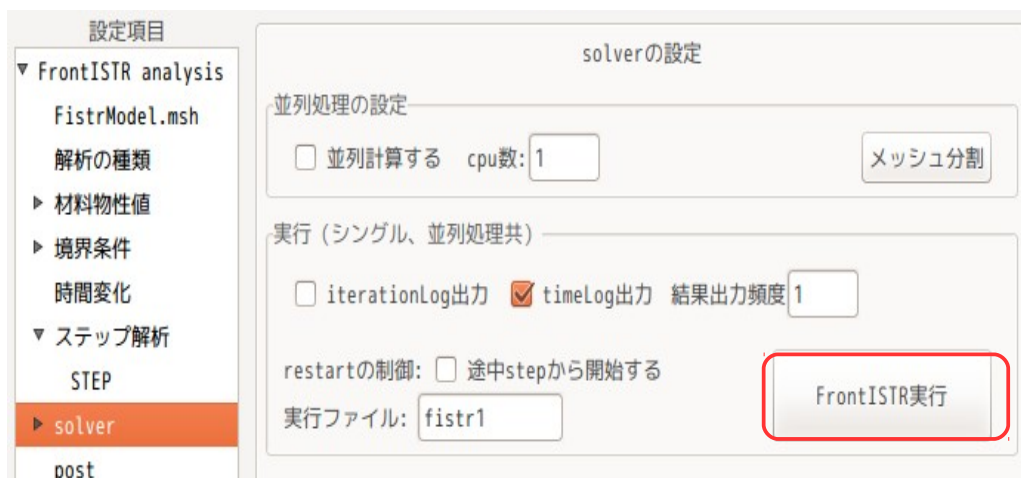 設定項目
FrontISTR analysis
FistrModel.msh
解析の種類
材料物性値
境界条件
時間変化
ステップ解析
STEP
solver
post
solverの設定
並列処理の設定
並列計算する cpu数: 1 メッシュ分割
実行 (シングル、並列処理共)
iterationLog出力 timeLog出力 結果出力頻度 1
restartの制御: 途中stepから開始する
実行ファイル: fistr1
FrontISTR実行